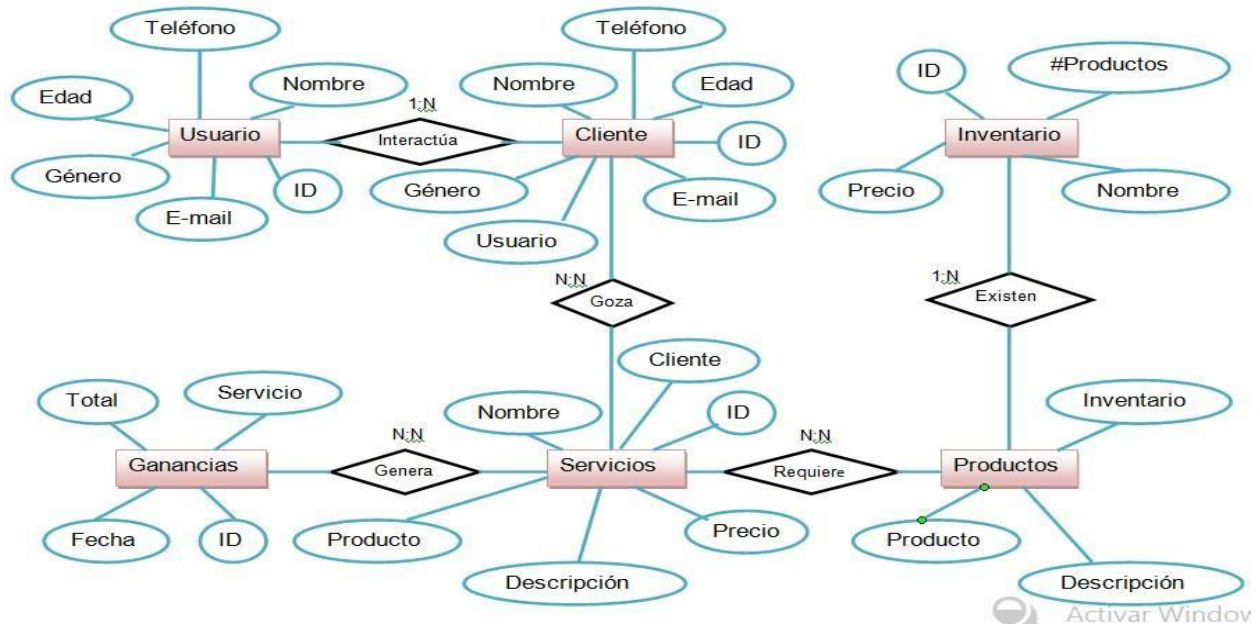 Teléfono
Teléfono
ID
#Productos
Edad
Nombre
Nombre
Edad
1:N
Usuario
Interactúa
Cliente
ID
Inventario
Género
ID
Género
E-mail
Precio
Nombre
E-mail
Usuario
N:N
Goza
1:N
Existen
Cliente
Total
Servicio
Nombre
ID
Inventario
N:N
N:N
Ganancias
Genera
Servicios
Requiere
Productos
Fecha
ID
Producto
Precio
Producto
Descripción
Descripción
Activar Window